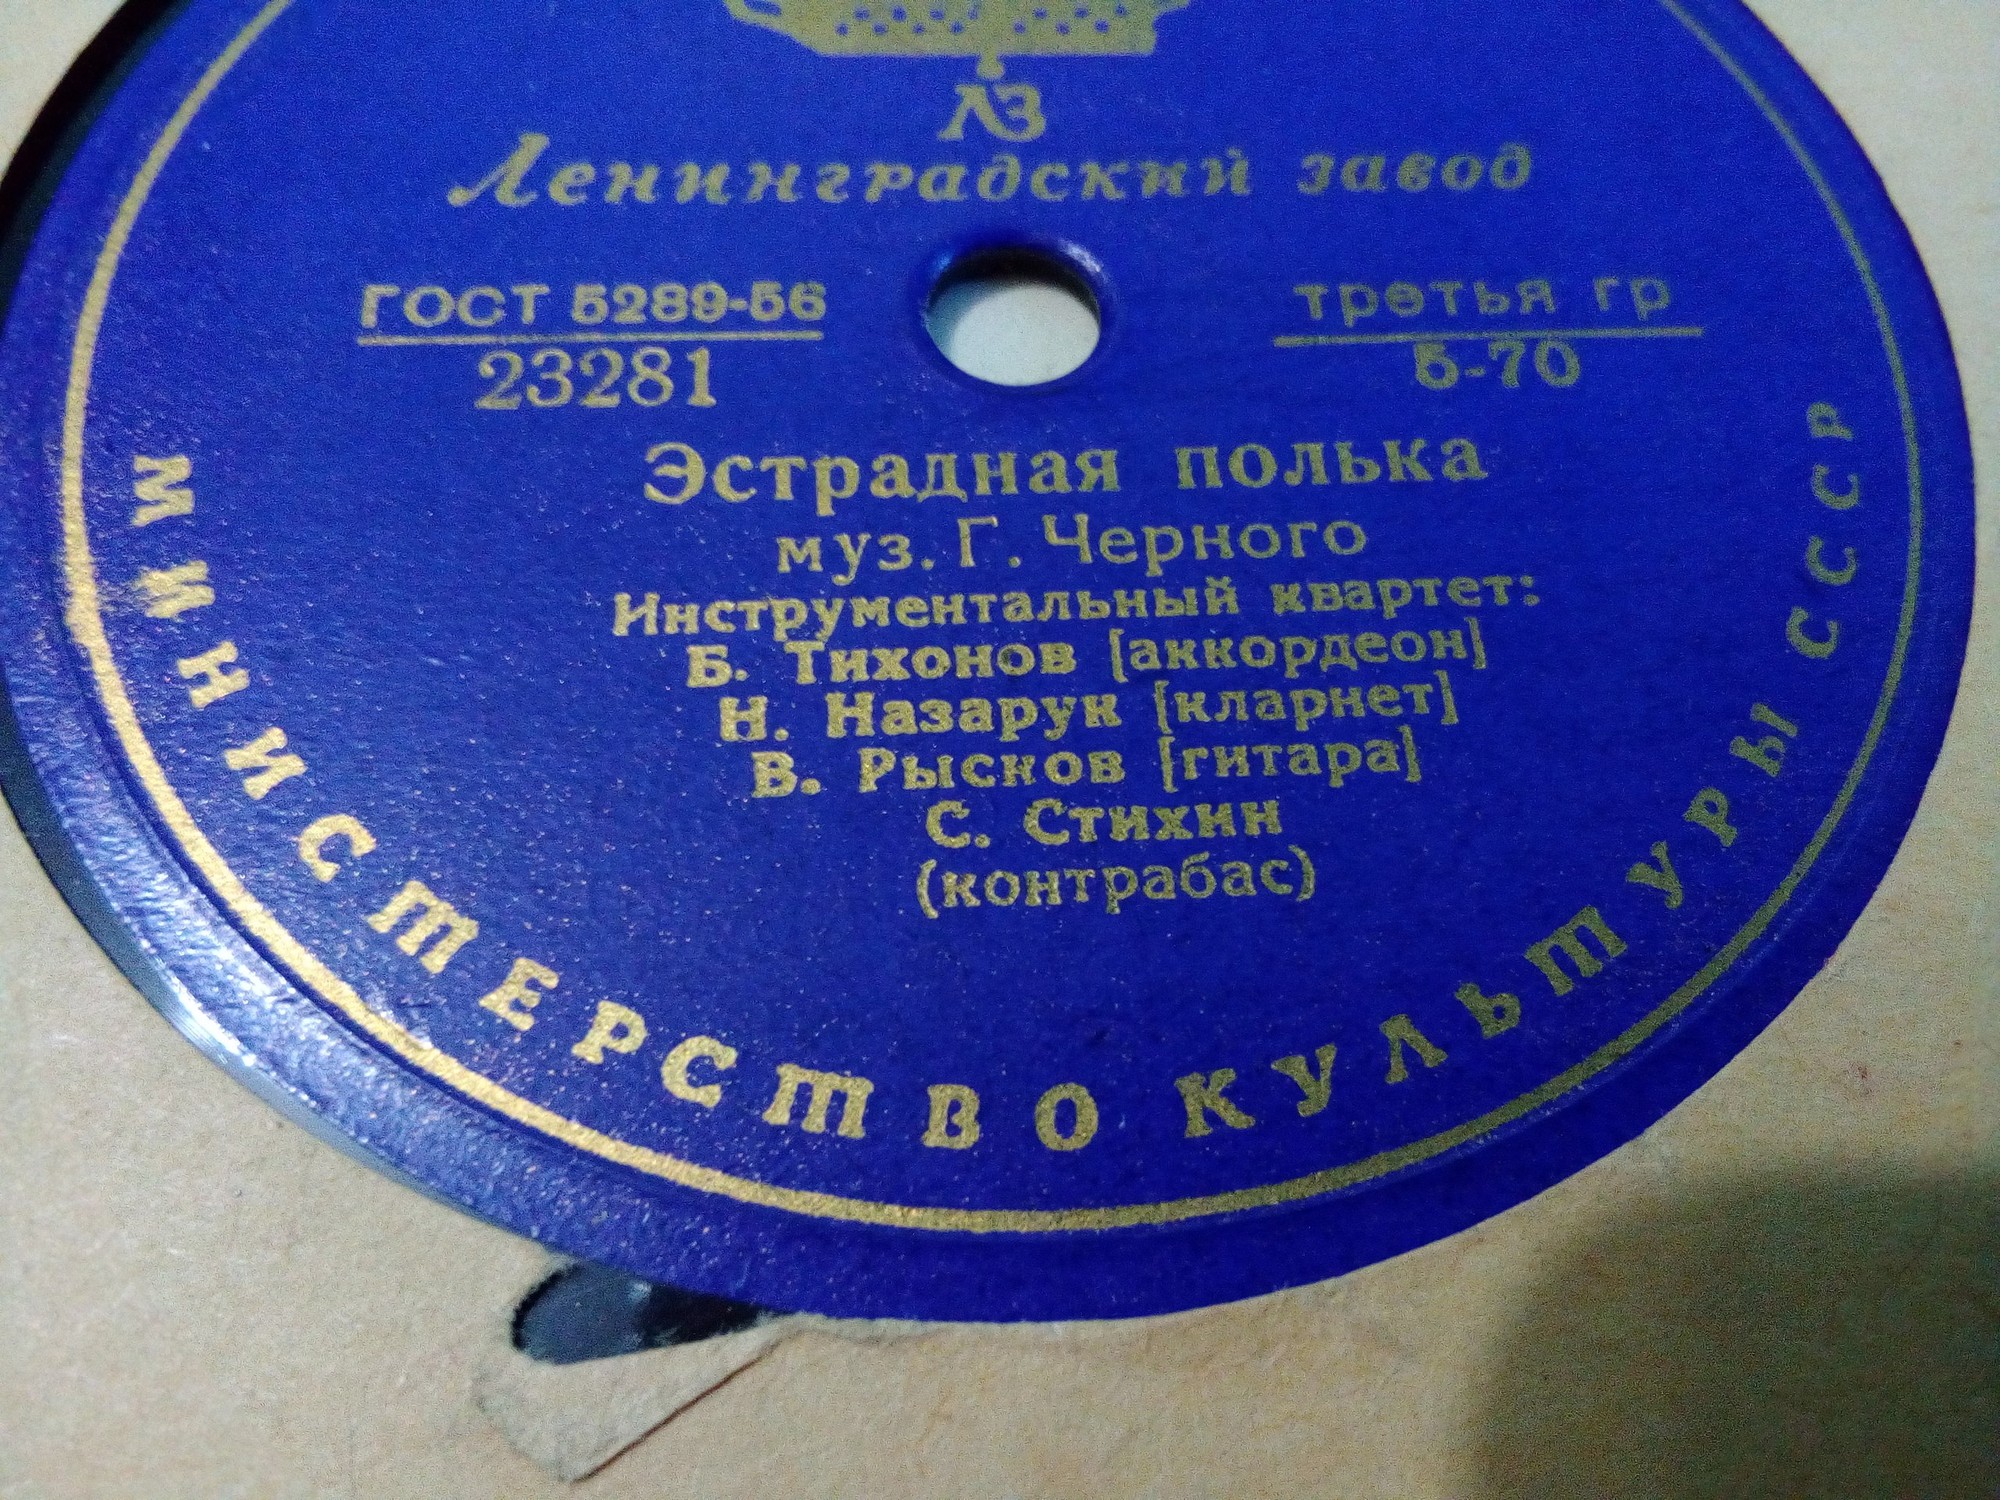 ЛЗ
Ленинградский завод
ГОСТ 5289-56
23281
третья гр
5-70
Эстрадная полька
муз. Г. Черного
Инструментальный квартет:
Б. Тихонов [аккордеон]
Н. Назарук [кларнет]
В. Рысков [гитара]
С. Стихин
(контрабас)
МИНИСТЕРСТВО КУЛЬТУРЫ СССР